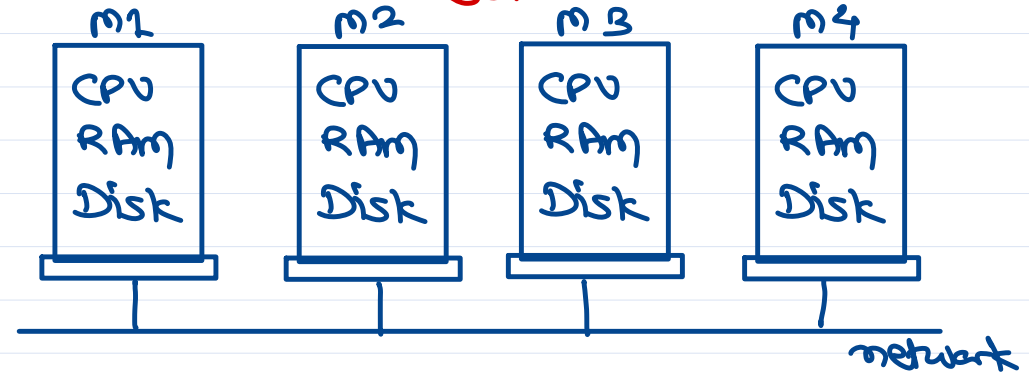 M1 M2 M3 M4
CPU CPU CPU CPU
RAM RAM RAM RAM
Disk Disk Disk Disk
network